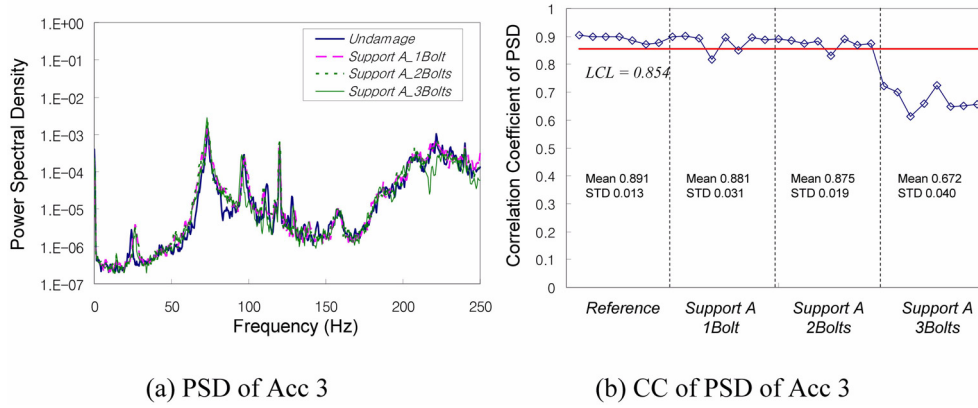 (a)
1.E+00
1.E-01
1.E-02
1.E-03
1.E-04
1.E-05
1.E-06
1.E-07
Power Spectral Density
Undamage
Support A_1Bolt
Support A_2Bolts
Support A_3Bolts
0
50
100
150
200
250
Frequency (Hz)
(b)
1
0.9
0.8
0.7
0.6
0.5
0.4
0.3
0.2
0.1
0
Correlation Coefficient of PSD
LCL = 0.854
Mean 0.891
STD 0.013
Mean 0.881
STD 0.031
Mean 0.875
STD 0.019
Mean 0.672
STD 0.040
Reference
Support A
1Bolt
Support A
2Bolts
Support A
3Bolts
(a) PSD of Acc 3
(b) CC of PSD of Acc 3